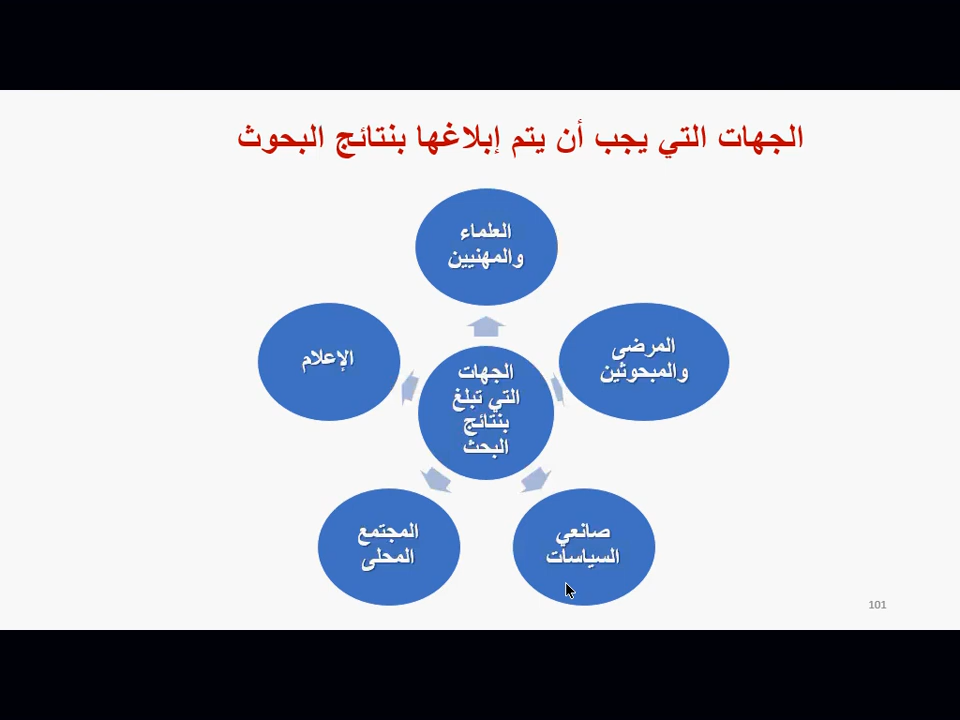 الجهات التي يجب أن يتم إبلاغها بنتائج البحوث
العلماء
والمهنيين
المرضى
والمبحوثين
صانعي
السياسات
المجتمع
المحلى
الإعلام
الجهات
التي تبلغ
بنتائج
البحث
101